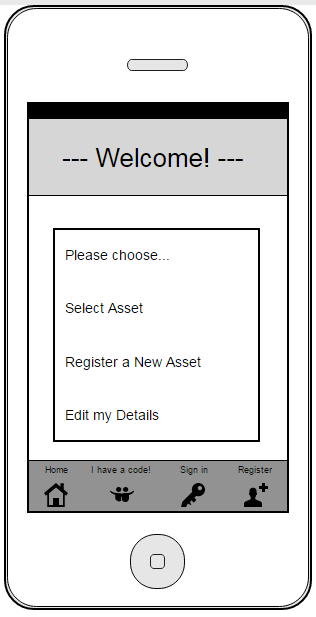 --- Welcome! ---
Please choose...
Select Asset
Register a New Asset
Edit my Details
Home I have a code! Sign in Register